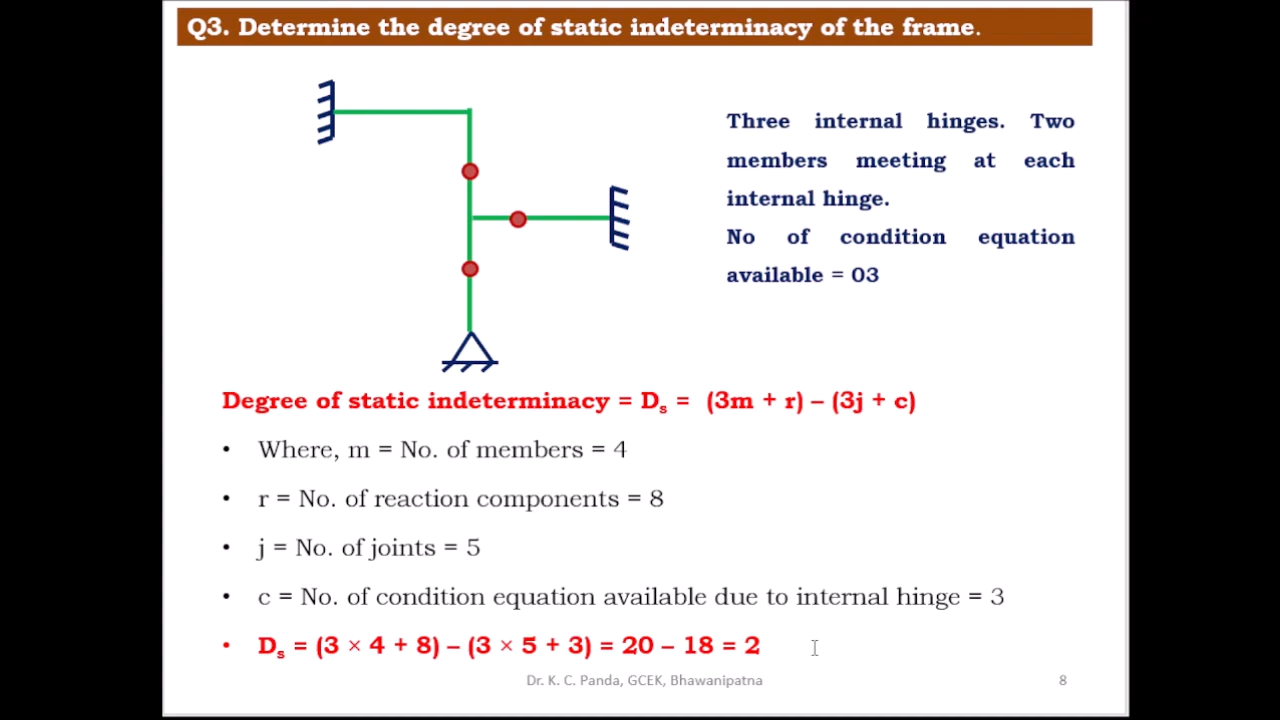 Q3. Determine the degree of static indeterminacy of the frame.
Three internal hinges. Two
members meeting at each
internal hinge.
No of condition equation
available = 03
Degree of static indeterminacy = Ds = (3m + r) – (3j + c)
• Where, m = No. of members = 4
• r = No. of reaction components = 8
• j = No. of joints = 5
• c = No. of condition equation available due to internal hinge = 3
• Ds = (3 × 4 + 8) – (3 × 5 + 3) = 20 – 18 = 2
Dr. K. C. Panda, GCEK, Bhawanipatna
8